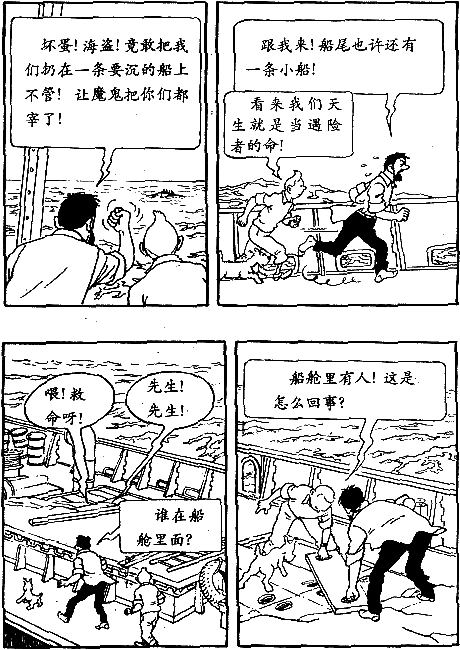 坏蛋!海盗!竟敢把我
们扔在一条要沉的船上
不管! 让魔鬼把你们都
宰了!
跟我来!船尾也许还有
一条小船!
看来我们天
生就是当遇险
者的命!
喂!救
命呀!
先生!
先生!
谁在船
舱里面?
船舱里有人!这是
怎么回事?